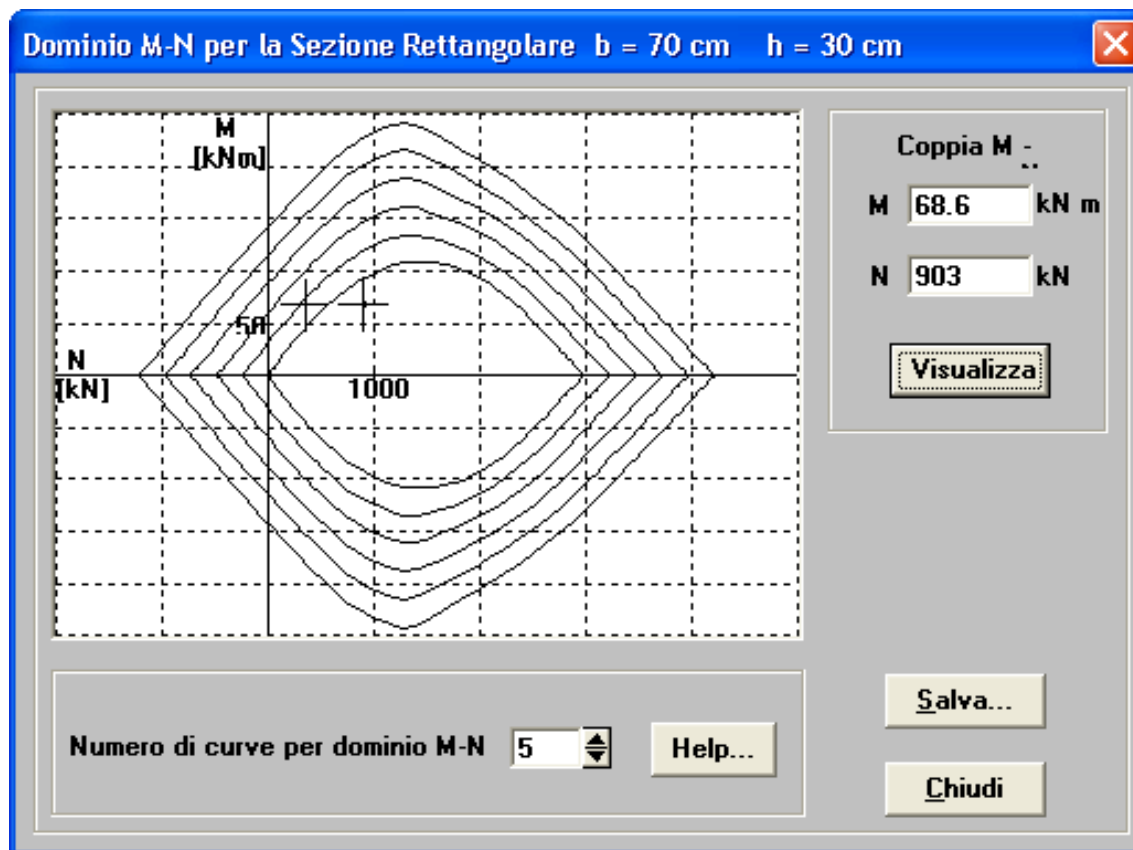 Dominio M-N per la Sezione Rettangolare b = 70 cm h = 30 cm
M
[kNm]
50
N
[kN]
1000
Coppia M -
M 68.6 kN m
N 903 kN
Visualizza
Numero di curve per dominio M-N 5 Help...
Salva...
Chiudi